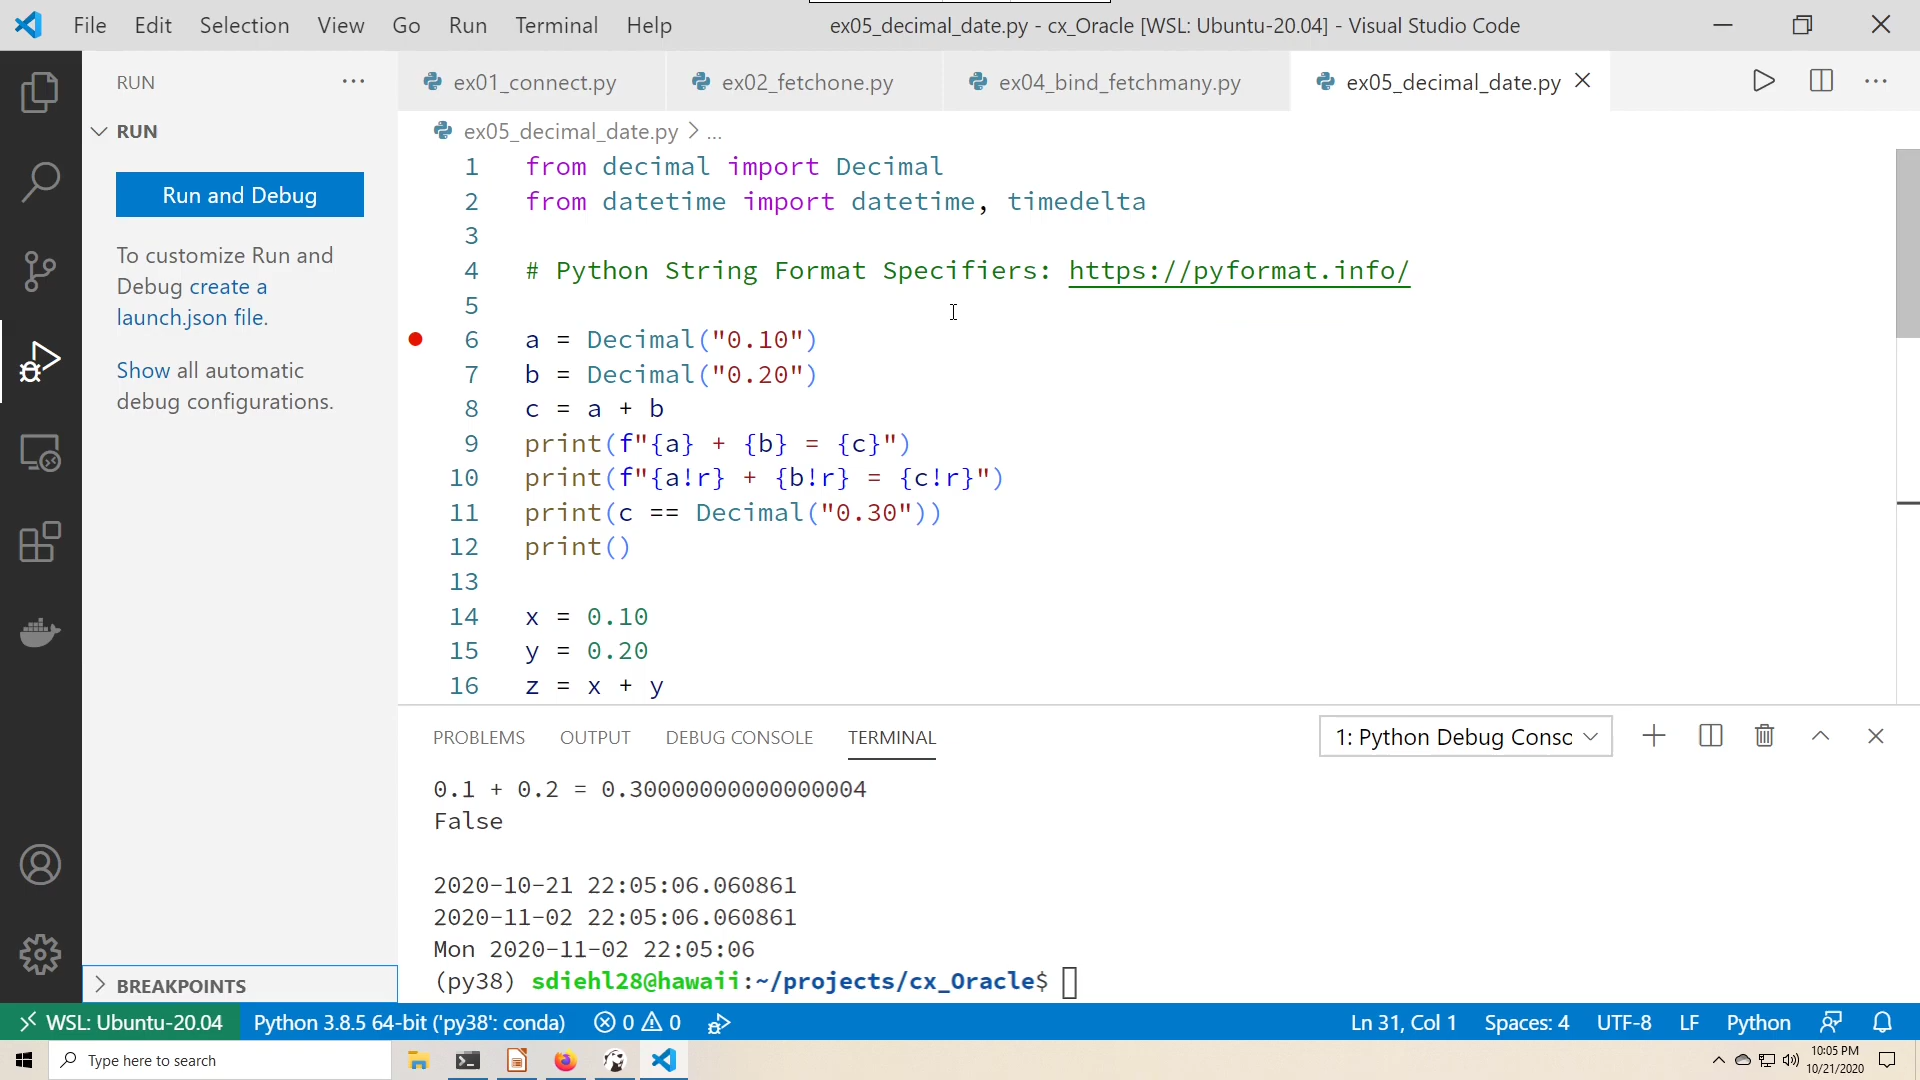 File Edit Selection View Go Run Terminal Help
ex05_decimal_date.py - cx_Oracle [WSL: Ubuntu-20.04] - Visual Studio Code
RUN
RUN
Run and Debug
To customize Run and
Debug create a
launch.json file.
Show all automatic
debug configurations.
BREAKPOINTS
ex01_connect.py
ex02_fetchone.py
ex04_bind_fetchmany.py
ex05_decimal_date.py
ex05_decimal_date.py > ...
1 from decimal import Decimal
2 from datetime import datetime, timedelta
3
4 # Python String Format Specifiers: https://pyformat.info/
5
6 a = Decimal("0.10")
7 b = Decimal("0.20")
8 c = a + b
9 print(f"{a} + {b} = {c}")
10 print(f"{a!r} + {b!r} = {c!r}")
11 print(c == Decimal("0.30"))
12 print()
13
14 x = 0.10
15 y = 0.20
16 z = x + y
PROBLEMS OUTPUT DEBUG CONSOLE TERMINAL
1: Python Debug Consc
0.1 + 0.2 = 0.30000000000000004
False
2020-10-21 22:05:06.060861
2020-11-02 22:05:06.060861
Mon 2020-11-02 22:05:06
(py38) sdiehl28@hawaii:~/projects/cx_Oracle$
WSL: Ubuntu-20.04 Python 3.8.5 64-bit ('py38': conda) 0 0 Ln 31, Col 1 Spaces: 4 UTF-8 LF Python
Type here to search
10:05 PM
10/21/2020